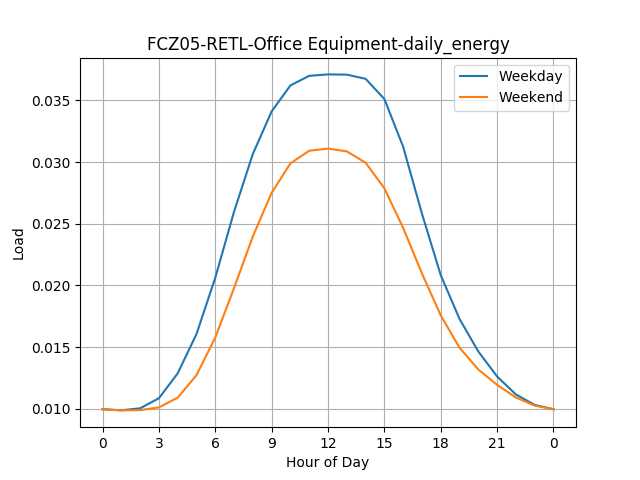 FCZ05-RETL-Office Equipment-daily_energy
Weekday
Weekend
0.035
0.030
0.025
0.020
0.015
0.010
Load
0 3 6 9 12 15 18 21 0
Hour of Day